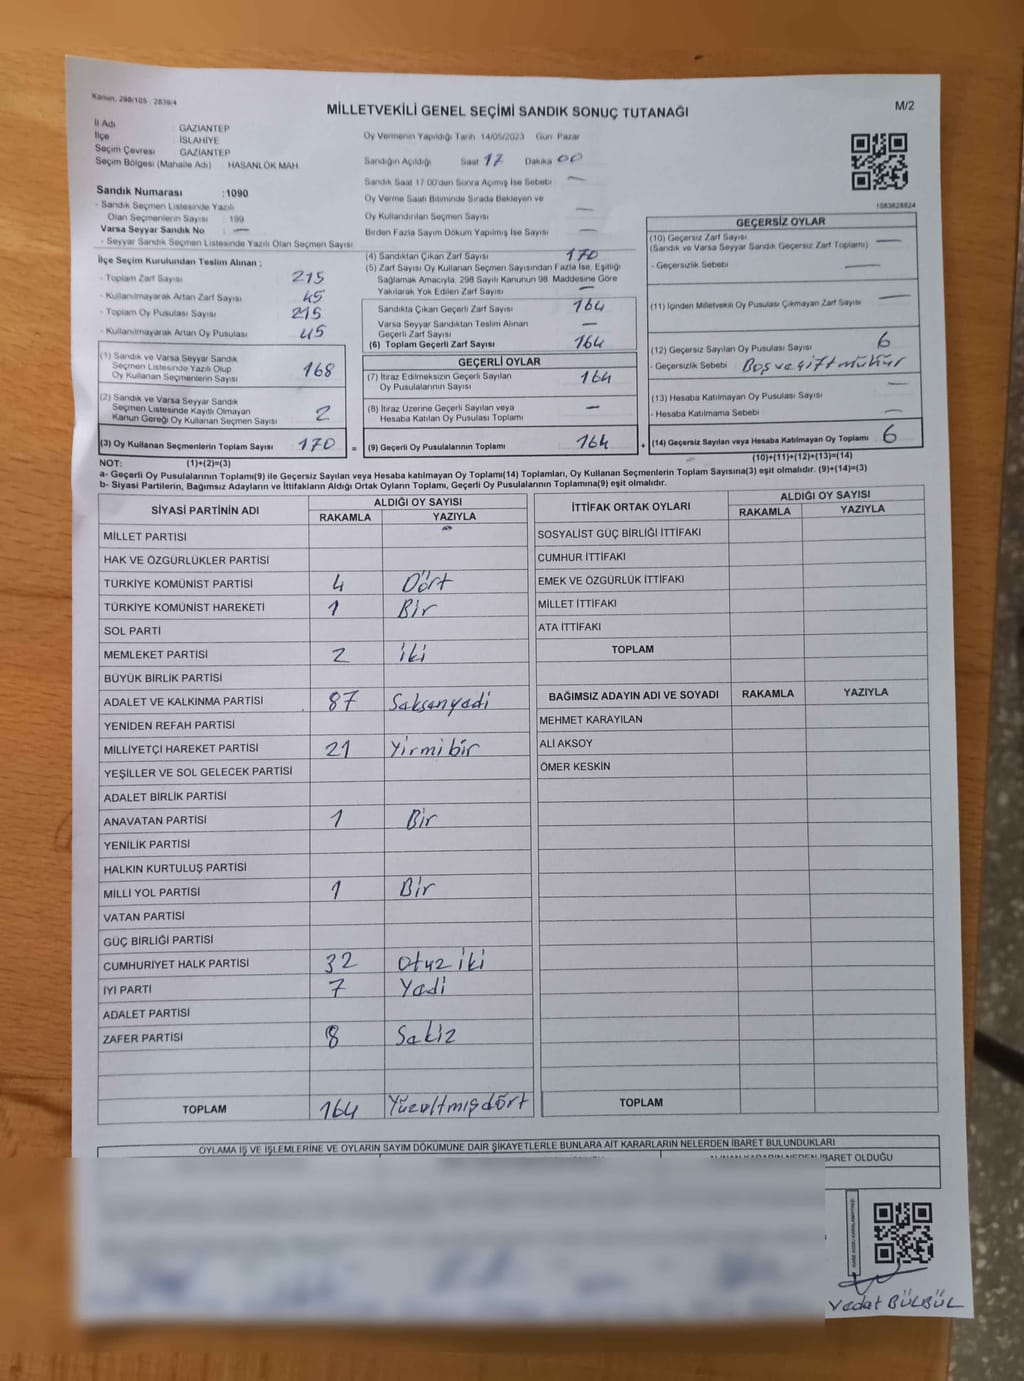 Kanun, 298/105 , 2839/4
MİLLETVEKİLİ GENEL SEÇİMİ SANDIK SONUÇ TUTANAĞI
M/2
İl Adı GAZİANTEP
İlçe İSLAHİYE
Seçim Çevresi GAZİANTEP
Seçim Bölgesi (Mahalle Adı) HASANLÖK MAH.
Oy Vermenin Yapıldığı Tarih 14/05/2023 Gün Pazar
Sandığın Açıldığı Saat 17 Dakika 00
Sandık Saat 17:00'den Sonra Açılmış İse Sebebi —
Oy Verme Saati Bitiminde Sırada Bekleyen ve
Oy Kullandırılan Seçmen Sayısı —
Birden Fazla Sayım Döküm Yapılmış İse Sayısı —
1083628824
Sandık Numarası : 1090
- Sandık Seçmen Listesinde Yazılı
Olan Seçmenlerin Sayısı : 199
Varsa Seyyar Sandık No —
- Seyyar Sandık Seçmen Listesinde Yazılı Olan Seçmen Sayısı
İlçe Seçim Kurulundan Teslim Alınan ;
- Toplam Zarf Sayısı 215
- Kullanılmayarak Artan Zarf Sayısı 45
- Toplam Oy Pusulası Sayısı 215
- Kullanılmayarak Artan Oy Pusulası 45
(1) Sandık ve Varsa Seyyar Sandık
Seçmen Listesinde Yazılı Olup
Oy Kullanan Seçmenlerin Sayısı 168
(2) Sandık ve Varsa Seyyar Sandık
Seçmen Listesinde Kayıtlı Olmayan
Kanun Gereği Oy Kullanan Seçmen Sayısı 2
(3) Oy Kullanan Seçmenlerin Toplam Sayısı 170 =
(4) Sandıktan Çıkan Zarf Sayısı 170
(5) Zarf Sayısı Oy Kullanan Seçmen Sayısından Fazla İse, Eşitliği
Sağlamak Amacıyla, 298 Sayılı Kanunun 98. Maddesine Göre
Yakılarak Yok Edilen Zarf Sayısı —
Sandıkta Çıkan Geçerli Zarf Sayısı 164
Varsa Seyyar Sandıktan Teslim Alınan
Geçerli Zarf Sayısı —
(6) Toplam Geçerli Zarf Sayısı 164
GEÇERLİ OYLAR
(7) İtiraz Edilmeksizin Geçerli Sayılan
Oy Pusulalarının Sayısı 164
(8) İtiraz Üzerine Geçerli Sayılan veya
Hesaba Katılan Oy Pusulası Toplamı —
(9) Geçerli Oy Pusulalarının Toplamı 164 +
GEÇERSİZ OYLAR
(10) Geçersiz Zarf Sayısı —
(Sandık ve Varsa Seyyar Sandık Geçersiz Zarf Toplamı)
- Geçersizlik Sebebi —
(11) İçinden Milletvekili Oy Pusulası Çıkmayan Zarf Sayısı —
(12) Geçersiz Sayılan Oy Pusulası Sayısı 6
- Geçersizlik Sebebi Boş ve çift mühür
(13) Hesaba Katılmayan Oy Pusulası Sayısı —
- Hesaba Katılmama Sebebi —
(14) Geçersiz Sayılan veya Hesaba Katılmayan Oy Toplamı 6
NOT: (1)+(2)=(3)
(10)+(11)+(12)+(13)=(14)
a- Geçerli Oy Pusulalarının Toplamı(9) ile Geçersiz Sayılan veya Hesaba katılmayan Oy Toplamı(14) Toplamları, Oy Kullanan Seçmenlerin Toplam Sayısına(3) eşit olmalıdır. (9)+(14)=(3)
b- Siyasi Partilerin, Bağımsız Adayların ve İttifakların Aldığı Ortak Oyların Toplamı, Geçerli Oy Pusulalarının Toplamına(9) eşit olmalıdır.
SİYASİ PARTİNİN ADI ALDIĞI OY SAYISI
RAKAMLA YAZIYLA
MİLLET PARTİSİ
HAK VE ÖZGÜRLÜKLER PARTİSİ
TÜRKİYE KOMÜNİST PARTİSİ 4 Dört
TÜRKİYE KOMÜNİST HAREKETİ 1 Bir
SOL PARTİ
MEMLEKET PARTİSİ 2 iki
BÜYÜK BİRLİK PARTİSİ
ADALET VE KALKINMA PARTİSİ 87 Seksenyedi
YENİDEN REFAH PARTİSİ
MİLLİYETÇİ HAREKET PARTİSİ 21 Yirmibir
YEŞİLLER VE SOL GELECEK PARTİSİ
ADALET BİRLİK PARTİSİ
ANAVATAN PARTİSİ 1 Bir
YENİLİK PARTİSİ
HALKIN KURTULUŞ PARTİSİ
MİLLİ YOL PARTİSİ 1 Bir
VATAN PARTİSİ
GÜÇ BİRLİĞİ PARTİSİ
CUMHURİYET HALK PARTİSİ 32 otuz iki
İYİ PARTİ 7 Yedi
ADALET PARTİSİ
ZAFER PARTİSİ 8 Sekiz
TOPLAM 164 Yüzaltmışdört
İTTİFAK ORTAK OYLARI ALDIĞI OY SAYISI
RAKAMLA YAZIYLA
SOSYALİST GÜÇ BİRLİĞİ İTTİFAKI
CUMHUR İTTİFAKI
EMEK VE ÖZGÜRLÜK İTTİFAKI
MİLLET İTTİFAKI
ATA İTTİFAKI
TOPLAM
BAĞIMSIZ ADAYIN ADI VE SOYADI RAKAMLA YAZIYLA
MEHMET KARAYILAN
ALİ AKSOY
ÖMER KESKİN
TOPLAM
OYLAMA İŞ VE İŞLEMLERİNE VE OYLARIN SAYIM DÖKÜMÜNE DAİR ŞİKAYETLERLE BUNLARA AİT KARARLARIN NELERDEN İBARET BULUNDUKLARI
İBARET OLDUĞU
Vedat BÜLBÜL